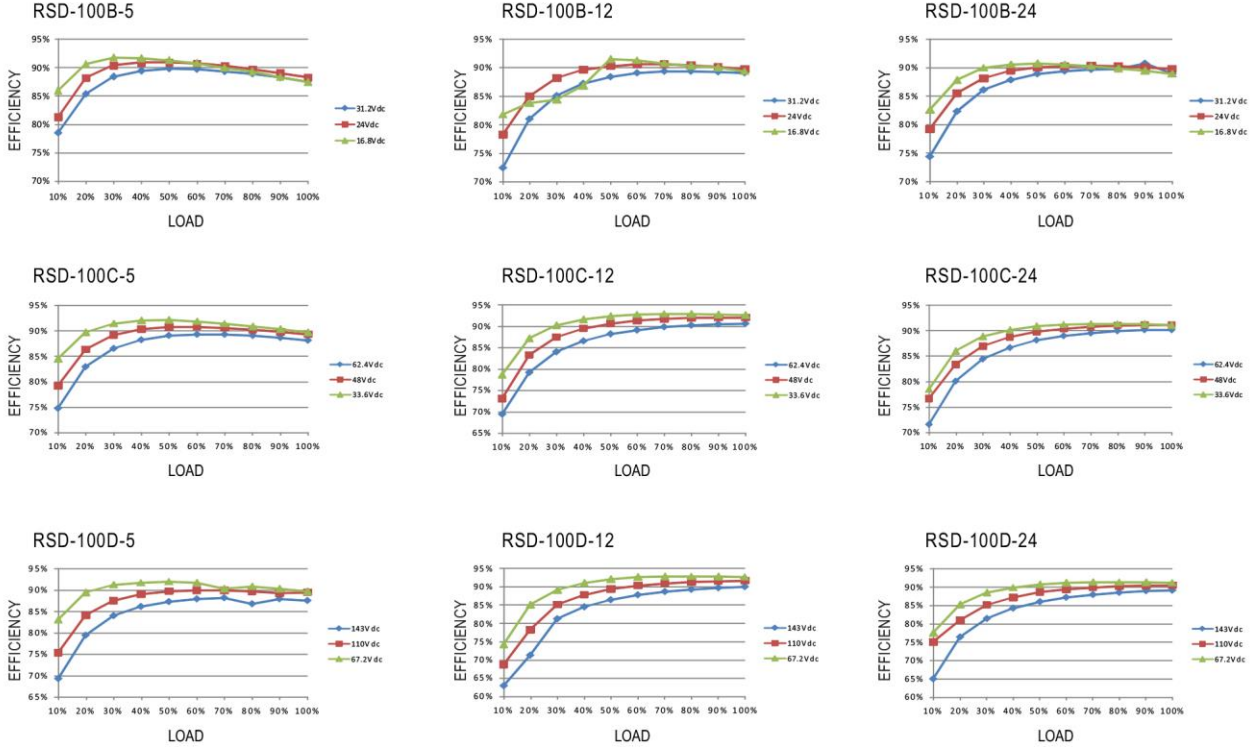 RSD-100B-5
EFFICIENCY
95%
90%
85%
80%
75%
70%
10% 20% 30% 40% 50% 60% 70% 80% 90% 100%
LOAD
31.2Vdc
24Vdc
16.8Vdc
RSD-100B-12
EFFICIENCY
95%
90%
85%
80%
75%
70%
10% 20% 30% 40% 50% 60% 70% 80% 90% 100%
LOAD
31.2Vdc
24Vdc
16.8Vdc
RSD-100B-24
EFFICIENCY
95%
90%
85%
80%
75%
70%
10% 20% 30% 40% 50% 60% 70% 80% 90% 100%
LOAD
31.2Vdc
24Vdc
16.8Vdc
RSD-100C-5
EFFICIENCY
95%
90%
85%
80%
75%
70%
10% 20% 30% 40% 50% 60% 70% 80% 90% 100%
LOAD
62.4Vdc
48Vdc
33.6Vdc
RSD-100C-12
EFFICIENCY
95%
90%
85%
80%
75%
70%
65%
10% 20% 30% 40% 50% 60% 70% 80% 90% 100%
LOAD
62.4Vdc
48Vdc
33.6Vdc
RSD-100C-24
EFFICIENCY
95%
90%
85%
80%
75%
70%
10% 20% 30% 40% 50% 60% 70% 80% 90% 100%
LOAD
62.4Vdc
48Vdc
33.6Vdc
RSD-100D-5
EFFICIENCY
95%
90%
85%
80%
75%
70%
65%
10% 20% 30% 40% 50% 60% 70% 80% 90% 100%
LOAD
143Vdc
110Vdc
67.2Vdc
RSD-100D-12
EFFICIENCY
95%
90%
85%
80%
75%
70%
65%
60%
10% 20% 30% 40% 50% 60% 70% 80% 90% 100%
LOAD
143Vdc
110Vdc
67.2Vdc
RSD-100D-24
EFFICIENCY
95%
90%
85%
80%
75%
70%
65%
60%
10% 20% 30% 40% 50% 60% 70% 80% 90% 100%
LOAD
143Vdc
110Vdc
67.2Vdc